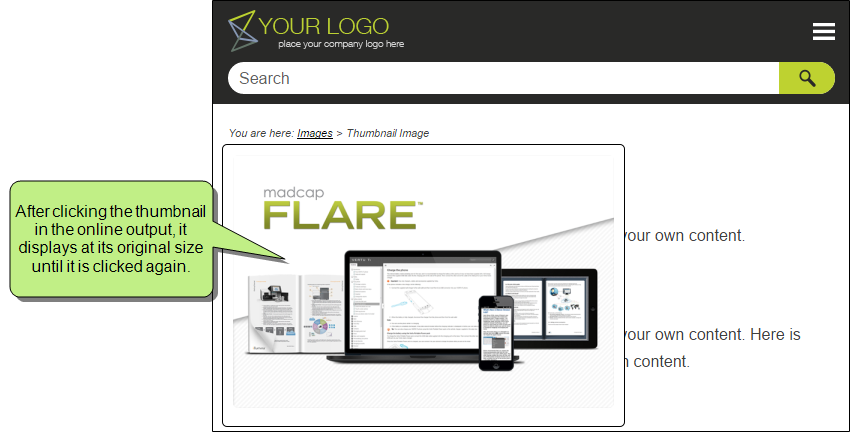 YOUR LOGO
place your company logo here
Search
You are here: Images > Thumbnail Image
After clicking the thumbnail
in the online output, it
displays at its original size
until it is clicked again.
madcap
FLARE™
your own content.
your own content. Here is
content.